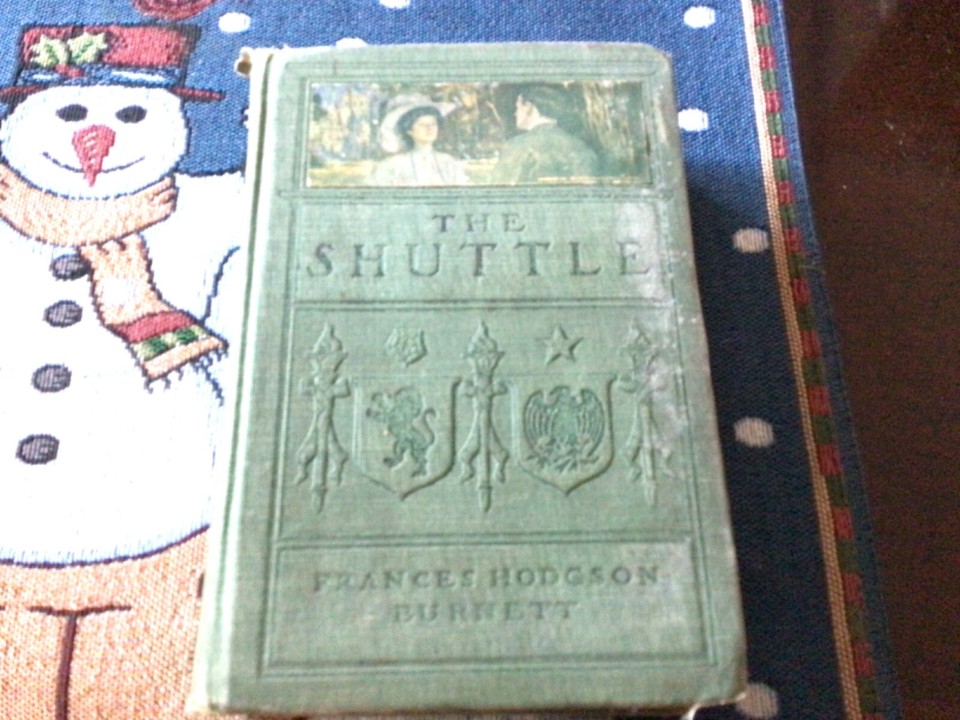 THE
SHUTTLE
FRANCES HODGSON
BURNETT